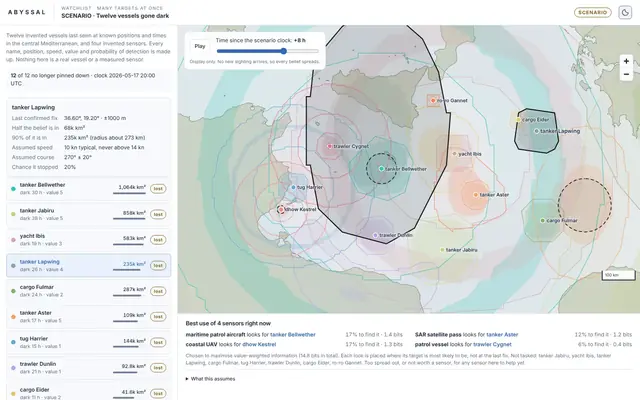 ABYSSAL
WATCHLIST · MANY TARGETS AT ONCE
SCENARIO · Twelve vessels gone dark
SCENARIO
Twelve invented vessels last seen at known positions and times
in the central Mediterranean, and four invented sensors. Every
name, position, speed, value and probability of detection is made
up. Nothing here is a real vessel or a measured sensor.
12 of 12 no longer pinned down · clock 2026-05-17 20:00
UTC.
tanker Lapwing
Last confirmed fix 36.60°, 19.20° ±1000 m
Half the belief is in 68k km²
90% of it is in 235k km² (radius about 273 km)
Assumed speed 10 kn typical, never above 14 kn
Assumed course 270° ± 20°
Chance it stopped 20%
tanker Bellwether 1,064k km² lost
dark 30 h · value 5
tanker Jabiru 858k km² lost
dark 38 h · value 5
yacht Ibis 583k km² lost
dark 19 h · value 3
tanker Lapwing 235k km² lost
dark 26 h · value 4
cargo Fulmar 287k km² lost
dark 24 h · value 3
tanker Aster 109k km² lost
dark 17 h · value 5
tug Harrier 144k km² lost
dark 15 h · value 1
trawler Dunlin 92.8k km² lost
dark 21 h · value 1
cargo Eider 41.6k km² lost
dark 11 h · value 2
Play
Time since the scenario clock: +8 h
Display only. No new sighting arrives, so every belief spreads.
+
−
ro-ro Gannet
cargo Eider
tanker Lapwing
trawler Cygnet
yacht Ibis
tanker Bellwether
tug Harrier
tanker Aster
dhow Kestrel
cargo Fulmar
trawler Dunlin
tanker Jabiru
100 km
Best use of 4 sensors right now
maritime patrol aircraft looks for tanker Bellwether 17% to find it · 1.4 bits
SAR satellite pass looks for tanker Aster 12% to find it · 1.2 bits
coastal UAV looks for dhow Kestrel 17% to find it · 1.3 bits
patrol vessel looks for trawler Cygnet 6% to find it · 0.4 bits
Chosen to maximise value-weighted information (14.8 bits in total). Each look is placed where its target is most likely to be, not at the last fix. Not tasked: tanker Jabiru, yacht Ibis, tanker
Lapwing, cargo Fulmar, tug Harrier, trawler Dunlin, cargo Eider, ro-ro Gannet. Too spread out, or not worth a sensor, for any sensor here to help yet.
What this assumes